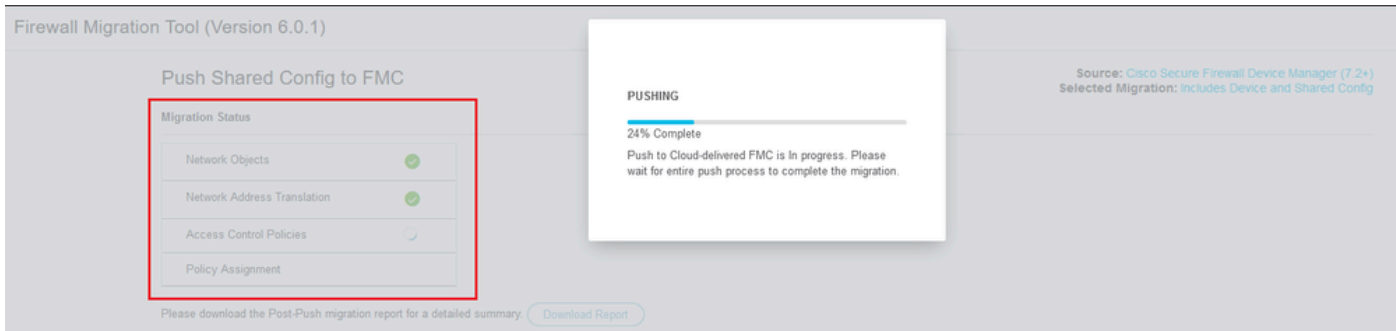 Firewall Migration Tool (Version 6.0.1)
Push Shared Config to FMC
Source: Cisco Secure Firewall Device Manager (7.2+)
Selected Migration: Includes Device and Shared Config
Migration Status
Network Objects
Network Address Translation
Access Control Policies
Policy Assignment
Please download the Post-Push migration report for a detailed summary. Download Report
PUSHING
24% Complete
Push to Cloud-delivered FMC is In progress. Please
wait for entire push process to complete the migration.